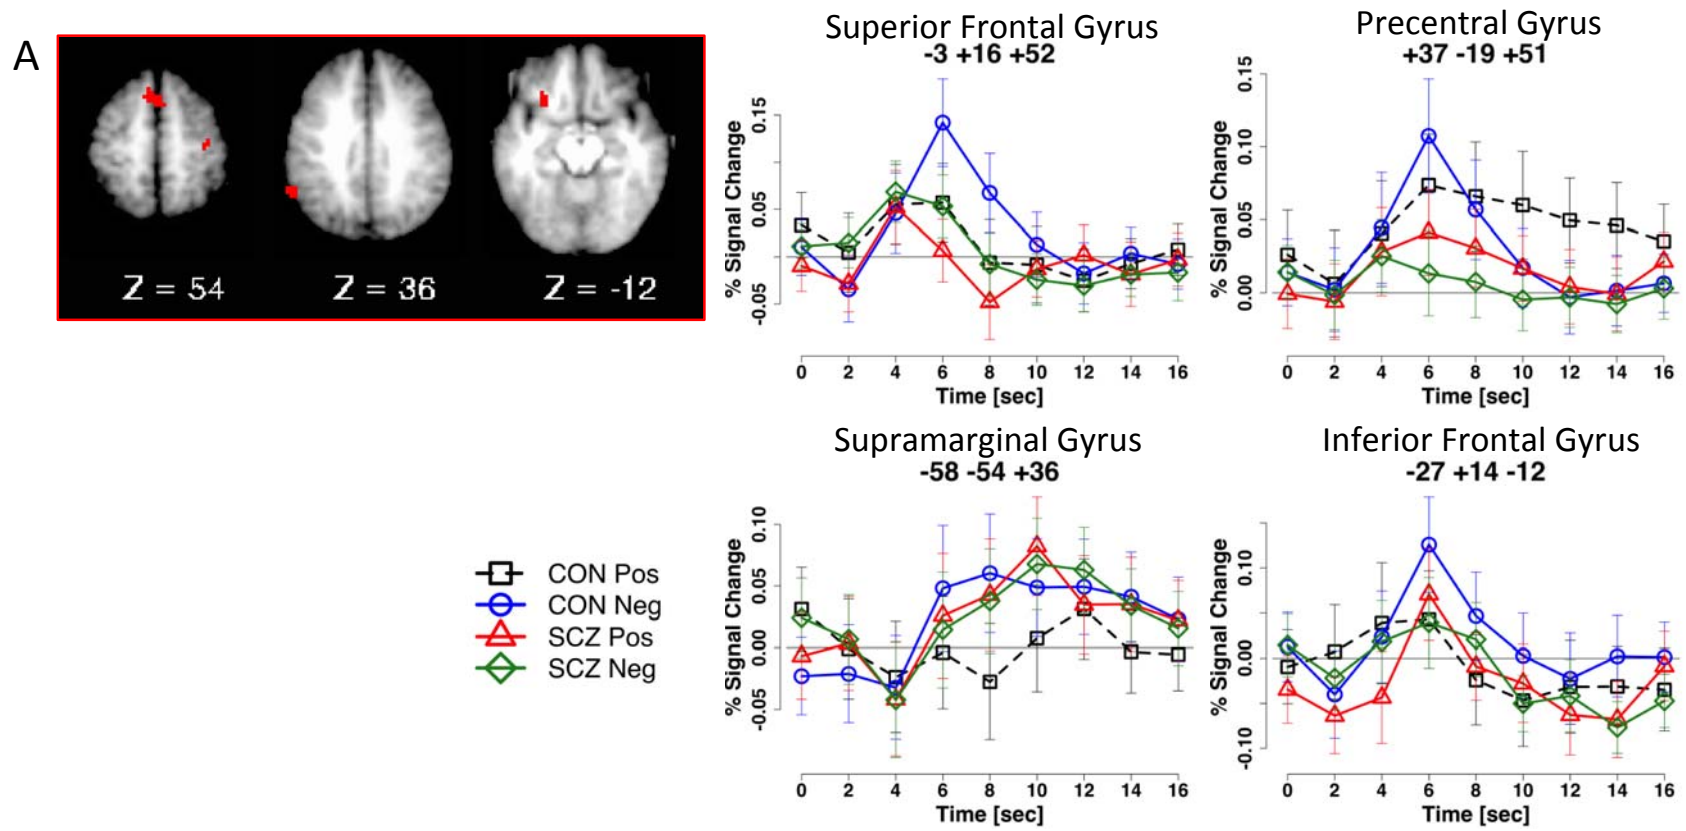 A
Z = 54
Z = 36
Z = -12
Superior Frontal Gyrus
-3 +16 +52
% Signal Change
0.15
0.05
-0.05
0 2 4 6 8 10 12 14 16
Time [sec]
Precentral Gyrus
+37 -19 +51
% Signal Change
0.15
0.10
0.05
0.00
0 2 4 6 8 10 12 14 16
Time [sec]
CON Pos
CON Neg
SCZ Pos
SCZ Neg
Supramarginal Gyrus
-58 -54 +36
% Signal Change
0.10
0.05
0.00
-0.05
0 2 4 6 8 10 12 14 16
Time [sec]
Inferior Frontal Gyrus
-27 +14 -12
% Signal Change
0.10
0.00
-0.10
0 2 4 6 8 10 12 14 16
Time [sec]